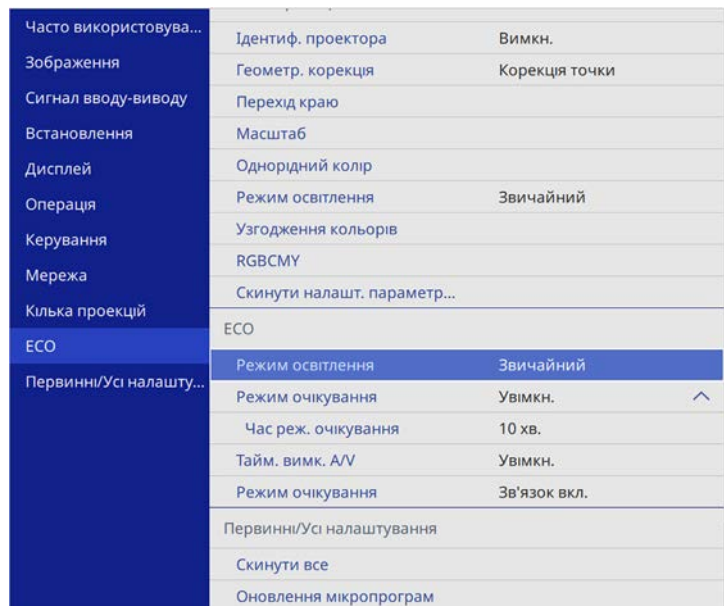 Часто використовува...
Зображення
Сигнал вводу-виводу
Встановлення
Дисплей
Операція
Керування
Мережа
Кілька проекцій
ECO
Первинні/Усі налашту...
Ідентиф. проектора Вимкн.
Геометр. корекція Корекція точки
Перехід краю
Масштаб
Однорідний колір
Режим освітлення Звичайний
Узгодження кольорів
RGBCMY
Скинути налашт. параметр...
ECO
Режим освітлення Звичайний
Режим очікування Увімкн.
Час реж. очікування 10 хв.
Тайм. вимк. A/V Увімкн.
Режим очікування Зв'язок вкл.
Первинні/Усі налаштування
Скинути все
Оновлення мікропрограм